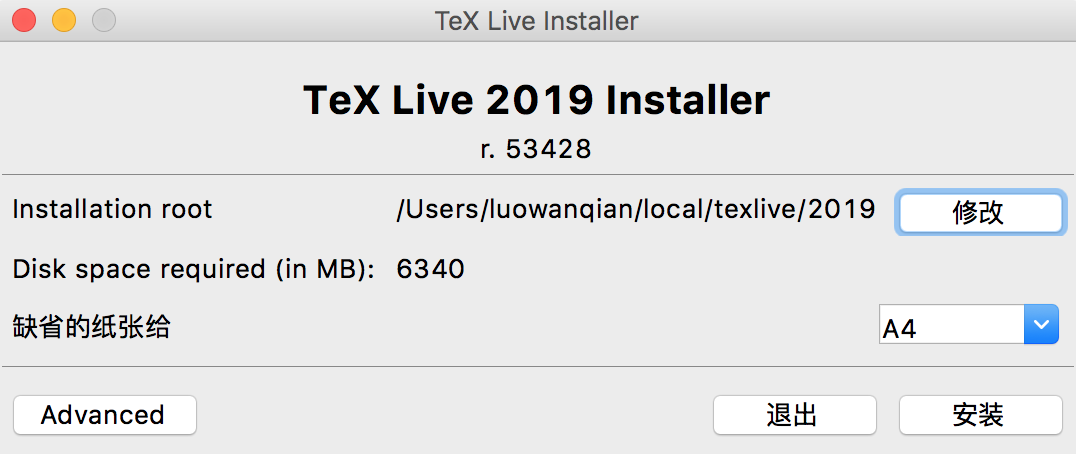 TeX Live Installer
TeX Live 2019 Installer
r. 53428
Installation root /Users/luowanqian/local/texlive/2019 修改
Disk space required (in MB): 6340
缺省的纸张给 A4
Advanced 退出 安装